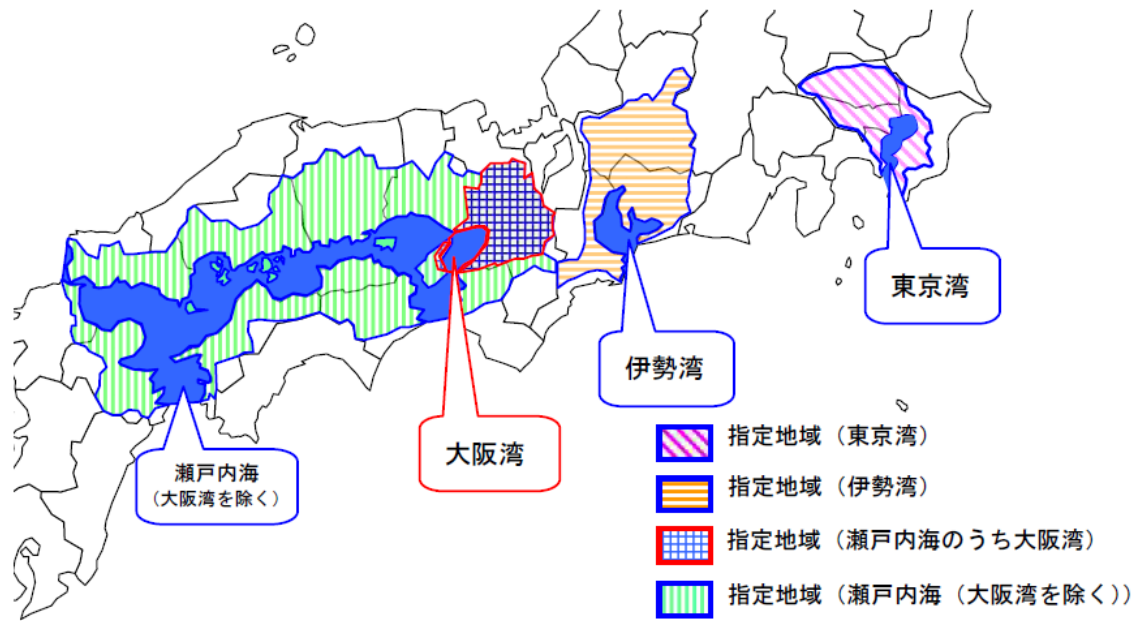 東京湾
伊勢湾
大阪湾
瀬戸内海
（大阪湾を除く）
指定地域（東京湾）
指定地域（伊勢湾）
指定地域（瀬戸内海のうち大阪湾）
指定地域（瀬戸内海（大阪湾を除く））